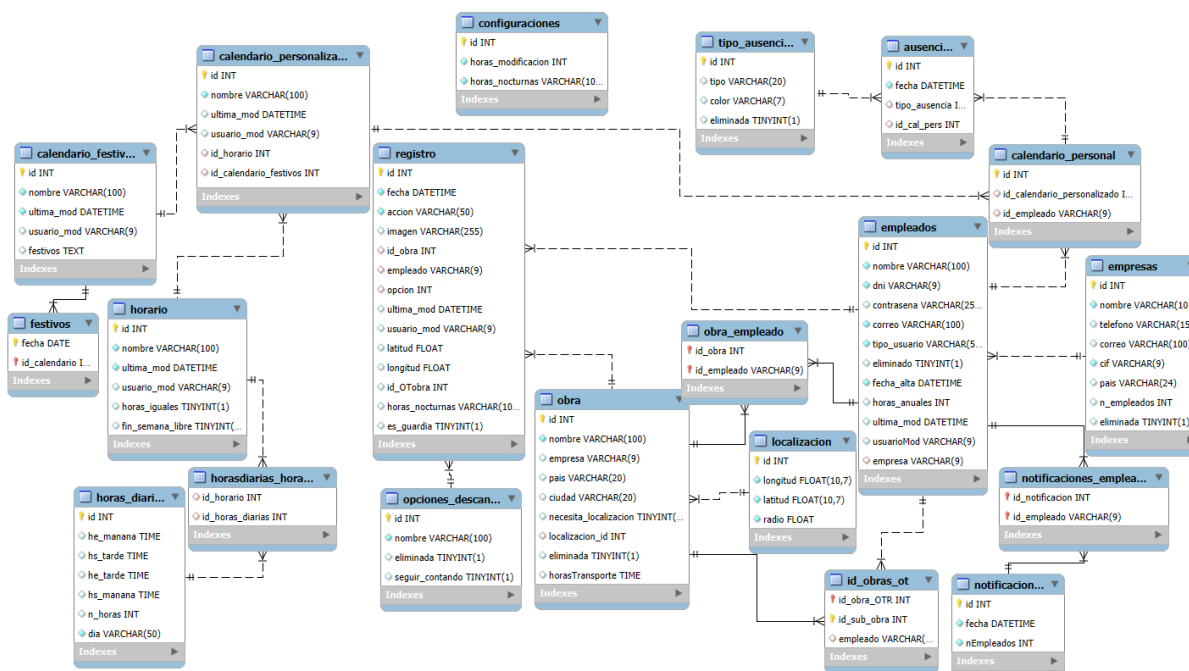 configuraciones
id INT
horas_modificacion INT
horas_nocturnas VARCHAR(10...
Indexes
tipo_ausenci...
id INT
tipo VARCHAR(20)
color VARCHAR(7)
eliminada TINYINT(1)
Indexes
ausenci...
id INT
fecha DATETIME
tipo_ausencia I...
id_cal_pers INT
Indexes
calendario_personaliza...
id INT
nombre VARCHAR(100)
ultima_mod DATETIME
usuario_mod VARCHAR(9)
id_horario INT
id_calendario_festivos INT
Indexes
calendario_festiv...
id INT
nombre VARCHAR(100)
ultima_mod DATETIME
usuario_mod VARCHAR(9)
festivos TEXT
Indexes
registro
id INT
fecha DATETIME
accion VARCHAR(50)
imagen VARCHAR(255)
id_obra INT
empleado VARCHAR(9)
opcion INT
ultima_mod DATETIME
usuario_mod VARCHAR(9)
latitud FLOAT
longitud FLOAT
id_OTobra INT
horas_nocturnas VARCHAR(10...
es_guardia TINYINT(1)
Indexes
calendario_personal
id INT
id_calendario_personalizado I...
id_empleado VARCHAR(9)
Indexes
empleados
id INT
nombre VARCHAR(100)
dni VARCHAR(9)
contrasena VARCHAR(25...
correo VARCHAR(100)
tipo_usuario VARCHAR(5...
eliminado TINYINT(1)
fecha_alta DATETIME
horas_anuales INT
ultima_mod DATETIME
usuarioMod VARCHAR(9)
empresa VARCHAR(9)
Indexes
empresas
id INT
nombre VARCHAR(10...
telefono VARCHAR(15...
correo VARCHAR(100)
cif VARCHAR(9)
pais VARCHAR(24)
n_empleados INT
eliminada TINYINT(1)
Indexes
festivos
fecha DATE
id_calendario I...
Indexes
horario
id INT
nombre VARCHAR(100)
ultima_mod DATETIME
usuario_mod VARCHAR(9)
horas_iguales TINYINT(1)
fin_semana_libre TINYINT(...
Indexes
obra_empleado
id_obra INT
id_empleado VARCHAR(9)
Indexes
obra
id INT
nombre VARCHAR(100)
empresa VARCHAR(9)
pais VARCHAR(20)
ciudad VARCHAR(20)
necesita_localizacion TINYINT(...
localizacion_id INT
eliminada TINYINT(1)
horasTransporte TIME
Indexes
localizacion
id INT
longitud FLOAT(10,7)
latitud FLOAT(10,7)
radio FLOAT
Indexes
horasdiarias_hora...
id_horario INT
id_horas_diarias INT
Indexes
horas_diari...
id INT
he_manana TIME
hs_tarde TIME
he_tarde TIME
hs_manana TIME
n_horas INT
dia VARCHAR(50)
Indexes
opciones_descan...
id INT
nombre VARCHAR(100)
eliminada TINYINT(1)
seguir_contando TINYINT(1)
Indexes
notificaciones_emplea...
id_notificacion INT
id_empleado VARCHAR(9)
Indexes
id_obras_ot
id_obra_OTR INT
id_sub_obra INT
empleado VARCHAR(...
Indexes
notificacion...
id INT
fecha DATETIME
nEmpleados INT
Indexes